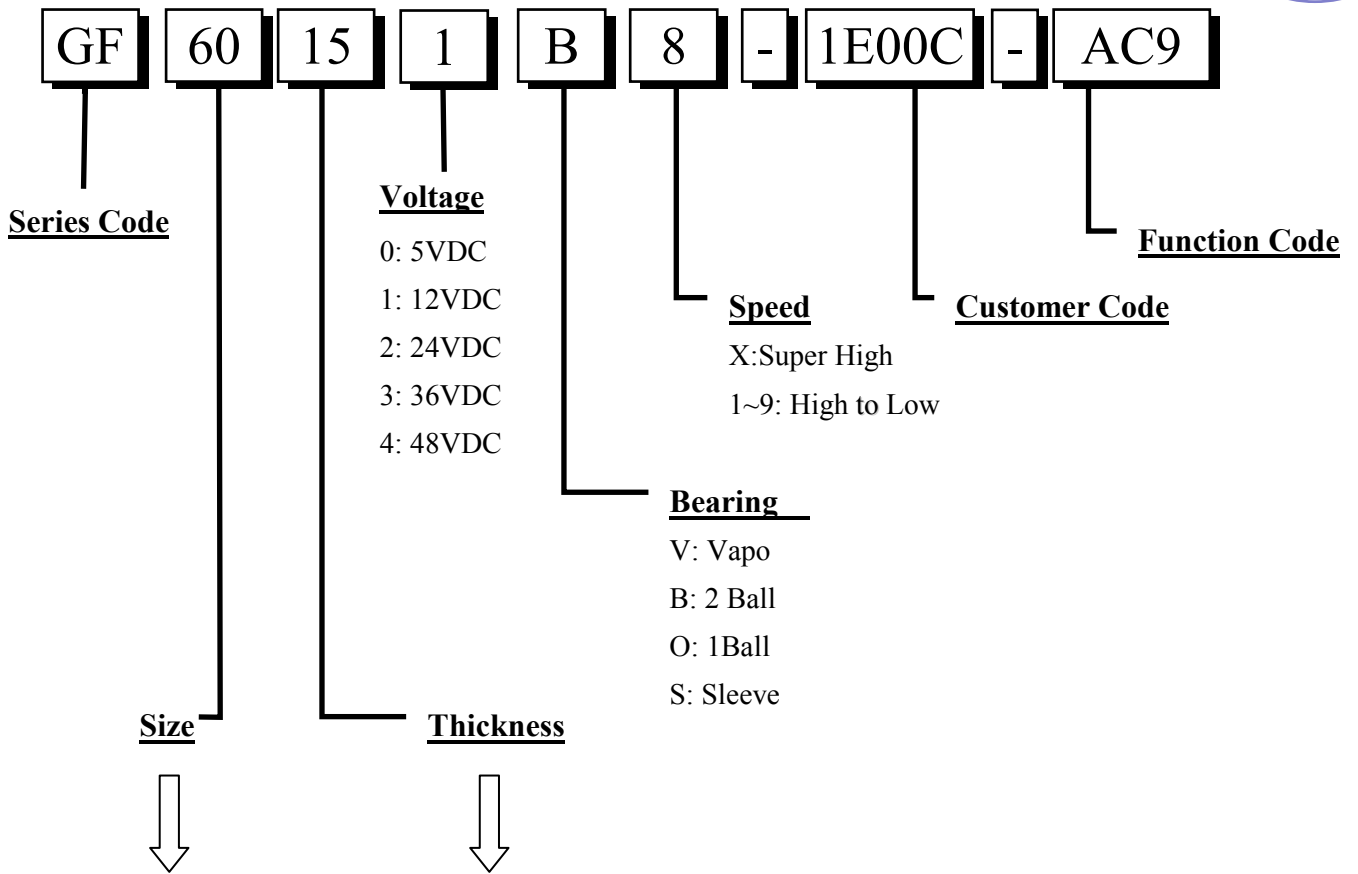 GF 60 15 1 B 8 - 1E00C - AC9
Series Code
Voltage
0: 5VDC
1: 12VDC
2: 24VDC
3: 36VDC
4: 48VDC
Function Code
Speed
X:Super High
1~9: High to Low
Customer Code
Bearing
V: Vapo
B: 2 Ball
O: 1Ball
S: Sleeve
Size
Thickness